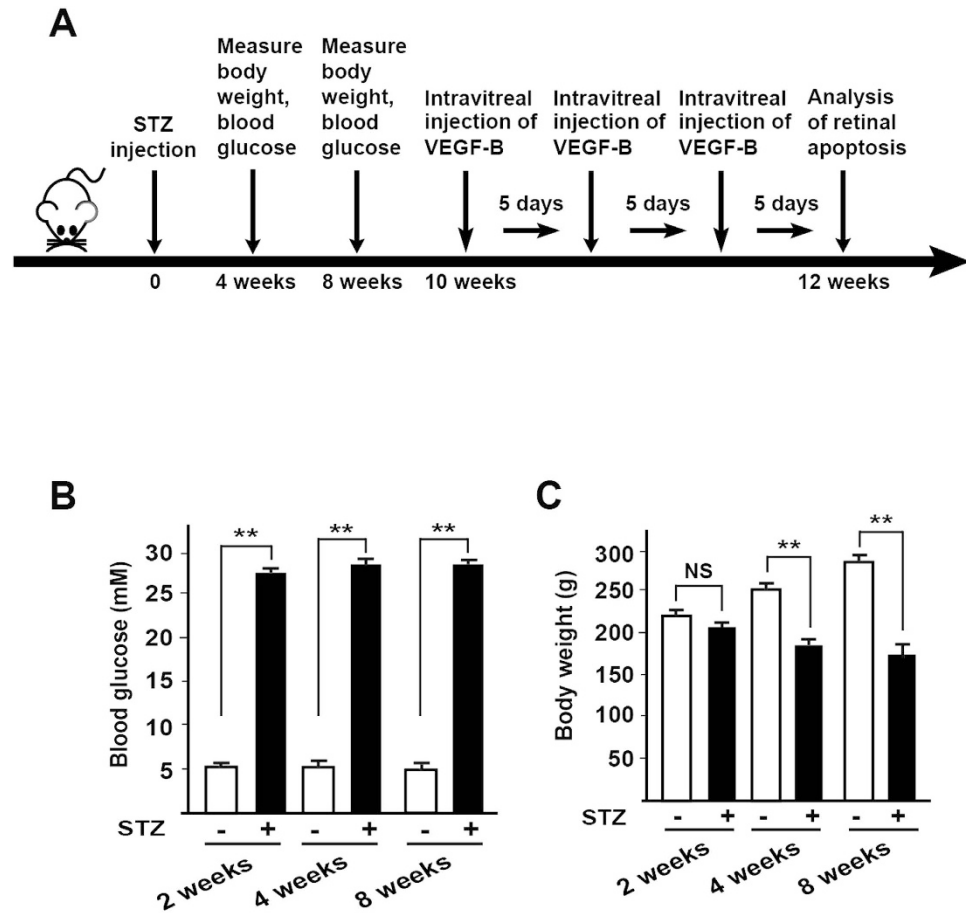 A
STZ
injection
Measure
body
weight,
blood
glucose
Measure
body
weight,
blood
glucose
Intravitreal
injection of
VEGF-B
Intravitreal
injection of
VEGF-B
Intravitreal
injection of
VEGF-B
Analysis
of retinal
apoptosis
5 days
5 days
5 days
0
4 weeks
8 weeks
10 weeks
12 weeks
B
Blood glucose (mM)
30
25
20
15
10
5
**
**
**
STZ
- + - + - +
2 weeks
4 weeks
8 weeks
C
Body weight (g)
300
250
200
150
100
50
NS
**
**
STZ
- + - + - +
2 weeks
4 weeks
8 weeks